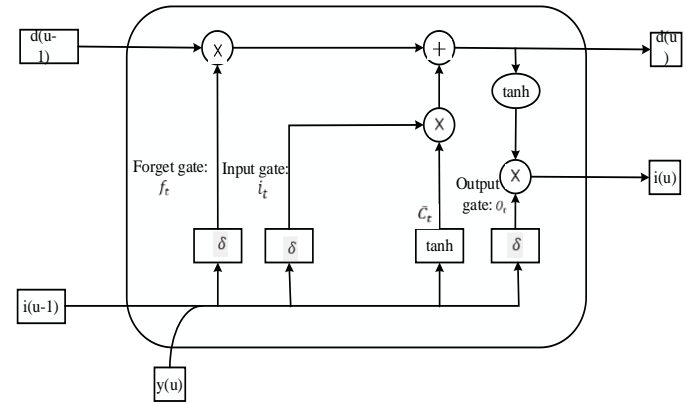 d(u-
1)
×
+
d(u
)
tanh
×
Forget gate:
f_t
Input gate:
i_t
Output
gate: O_t
×
i(u)
C̄_t
δ
δ
tanh
δ
i(u-1)
y(u)